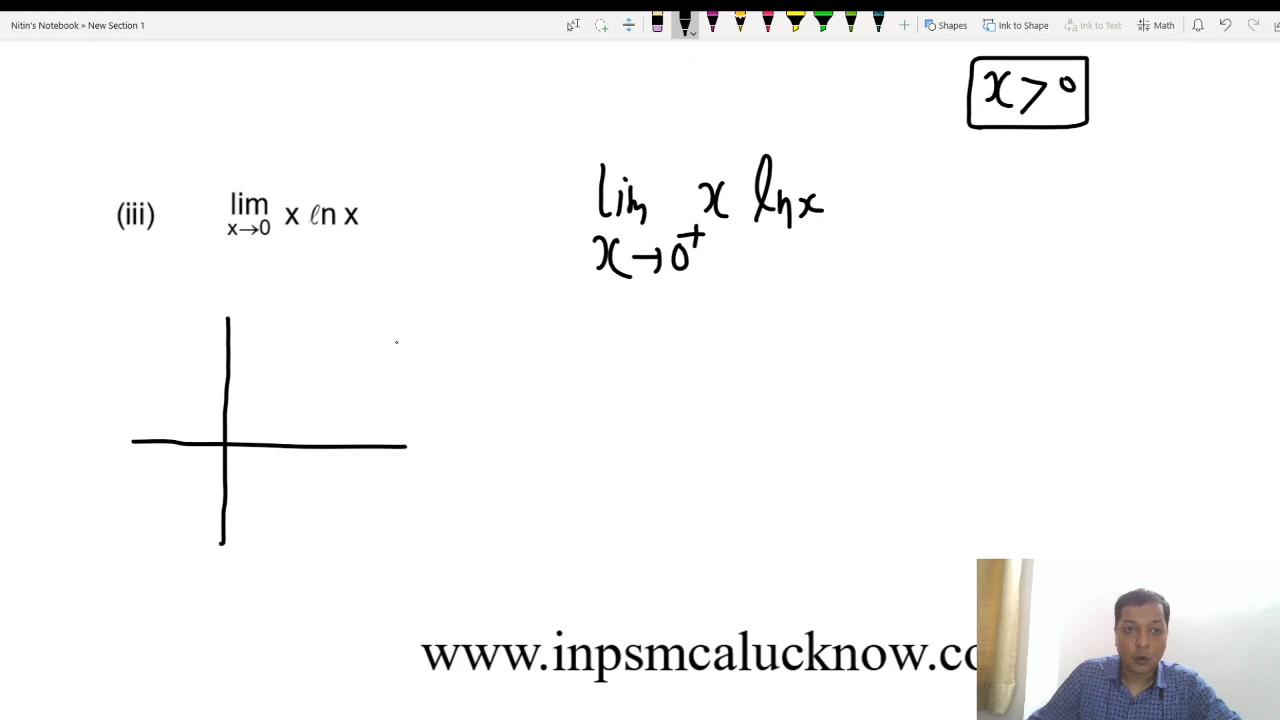 Nitin's Notebook » New Section 1
Shapes Ink to Shape Ink to Text Math
x > 0
(iii) lim x→0 x ℓn x
lim x→0⁺ x ln x
www.inpsmcalucknow.co